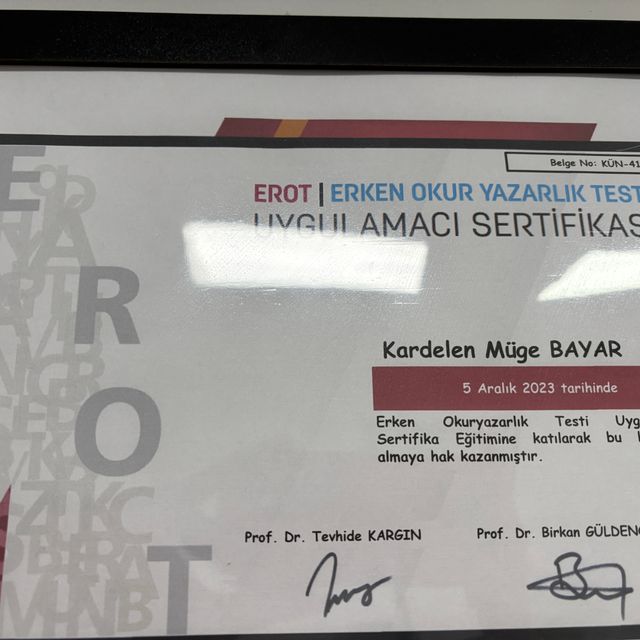 Belge No: KÜN-41
EROT | ERKEN OKUR YAZARLIK TEST
UYGULAMACI SERTİFİKAS
E
R
O
T
Kardelen Müge BAYAR
5 Aralık 2023 tarihinde
Erken Okuryazarlık Testi Uyg
Sertifika Eğitimine katılarak bu
almaya hak kazanmıştır.
Prof. Dr. Tevhide KARGIN
Prof. Dr. Birkan GÜLDENO